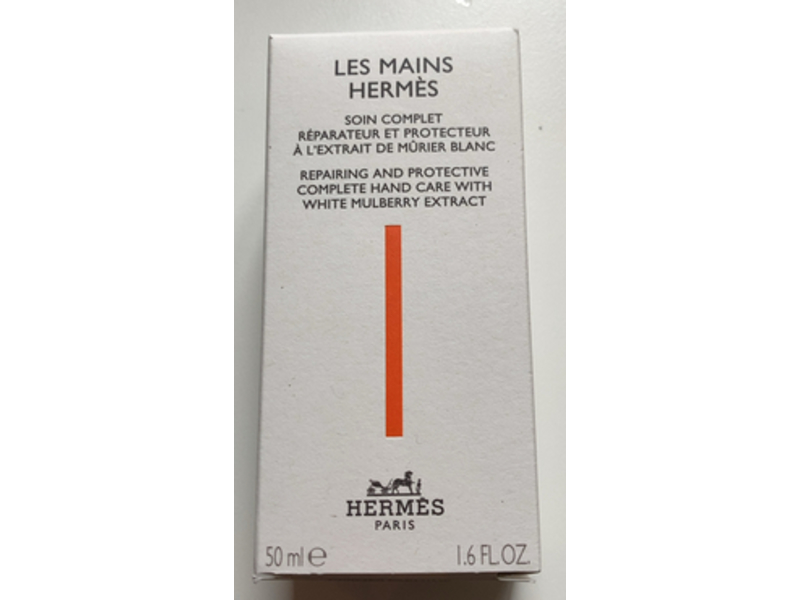 LES MAINS
HERMÈS
SOIN COMPLET
RÉPARATEUR ET PROTECTEUR
À L'EXTRAIT DE MÛRIER BLANC
REPAIRING AND PROTECTIVE
COMPLETE HAND CARE WITH
WHITE MULBERRY EXTRACT
HERMÈS
PARIS
50 ml ℮ 1.6 FL.OZ.